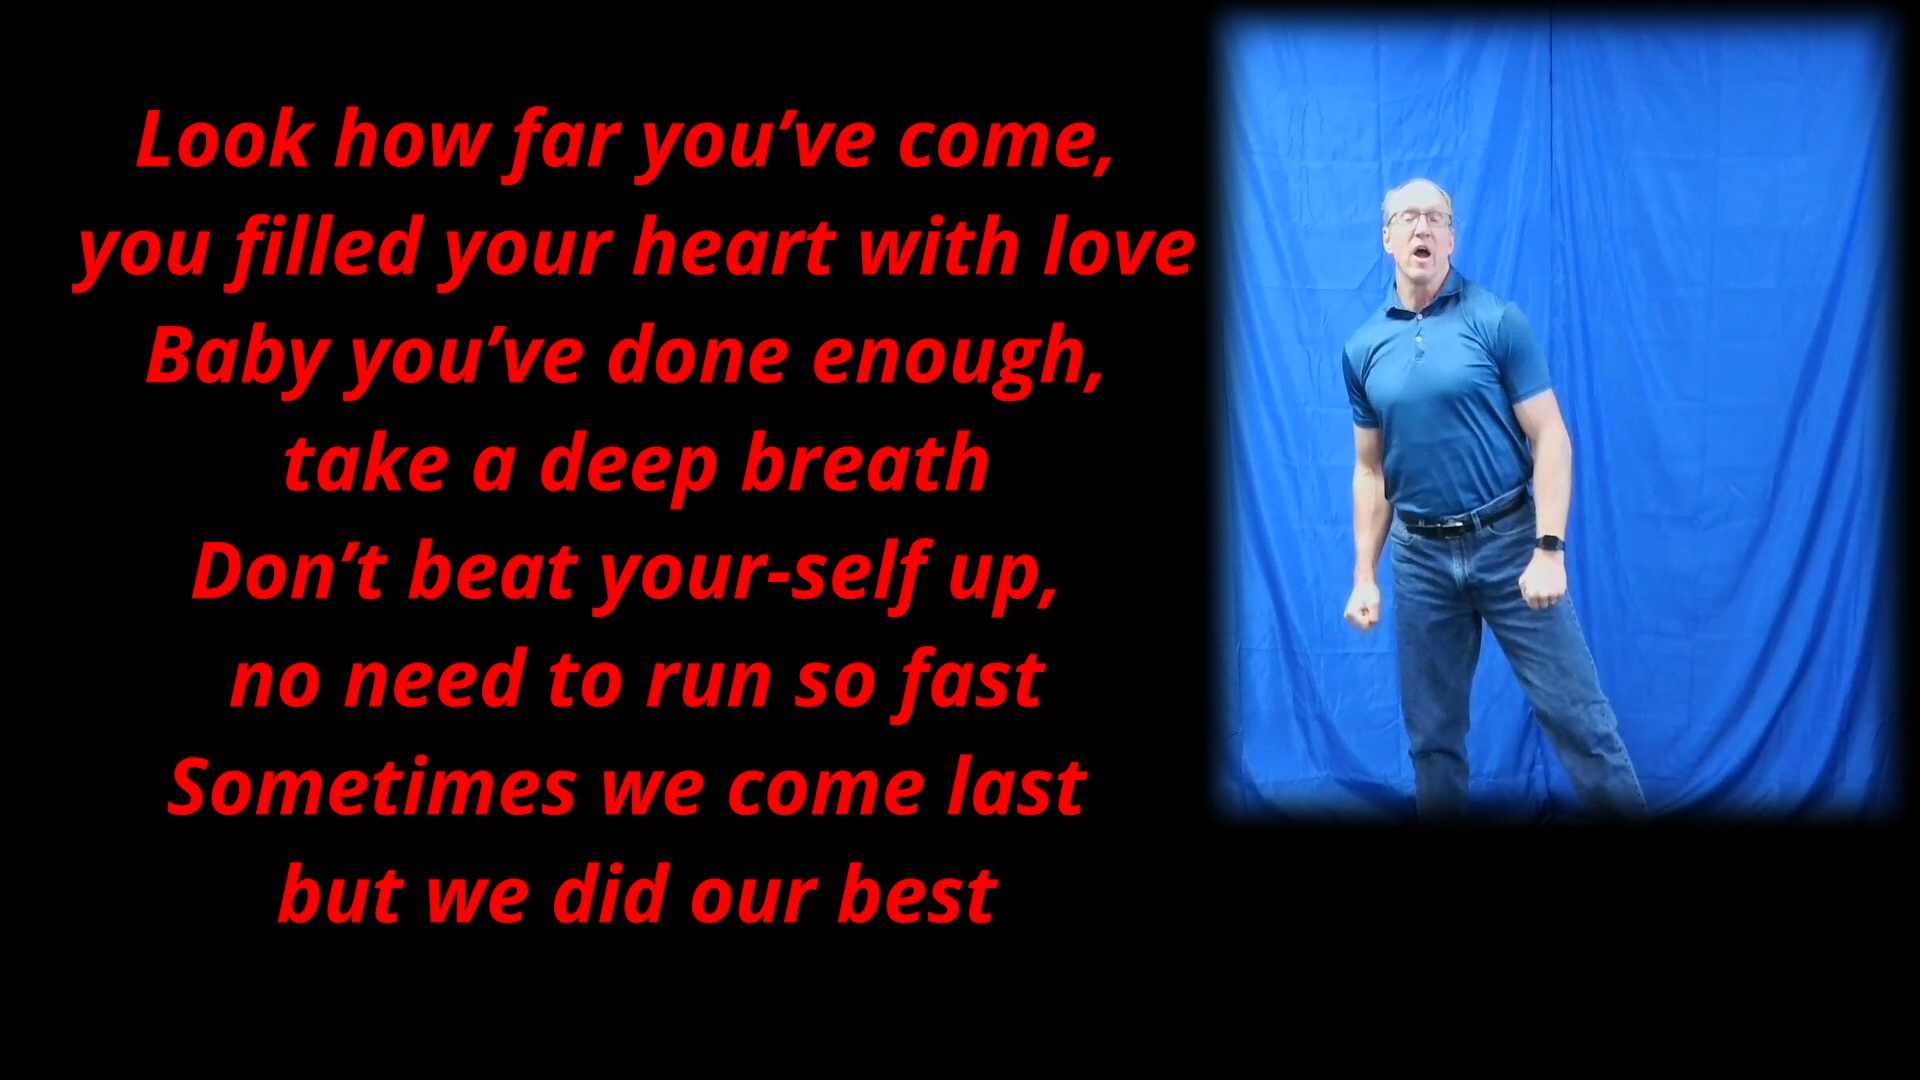 Look how far you’ve come,
you filled your heart with love
Baby you’ve done enough,
take a deep breath
Don’t beat your-self up,
no need to run so fast
Sometimes we come last
but we did our best